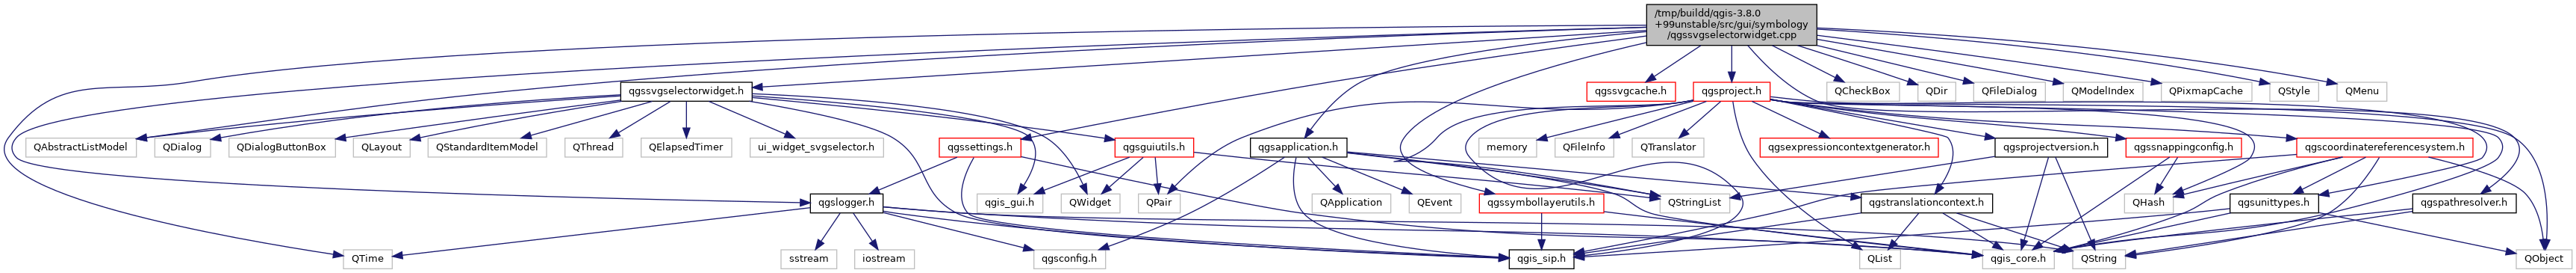 /tmp/buildd/qgis-3.8.0
+99unstable/src/gui/symbology
/qgssvgselectorwidget.cpp
qgssvgselectorwidget.h
qgssvgcache.h
qgsproject.h
QCheckBox
QDir
QFileDialog
QModelIndex
QPixmapCache
QStyle
QMenu
QAbstractListModel
QDialog
QDialogButtonBox
QLayout
QStandardItemModel
QThread
QElapsedTimer
ui_widget_svgselector.h
qgssettings.h
qgsguiutils.h
qgsapplication.h
memory
QFileInfo
QTranslator
qgsexpressioncontextgenerator.h
qgsprojectversion.h
qgssnappingconfig.h
qgscoordinatereferencesystem.h
qgslogger.h
qgis_gui.h
QWidget
QPair
QApplication
QEvent
qgssymbollayerutils.h
QStringList
qgstranslationcontext.h
QHash
qgsunittypes.h
qgspathresolver.h
QTime
sstream
iostream
qgsconfig.h
qgis_sip.h
QList
qgis_core.h
QString
QObject